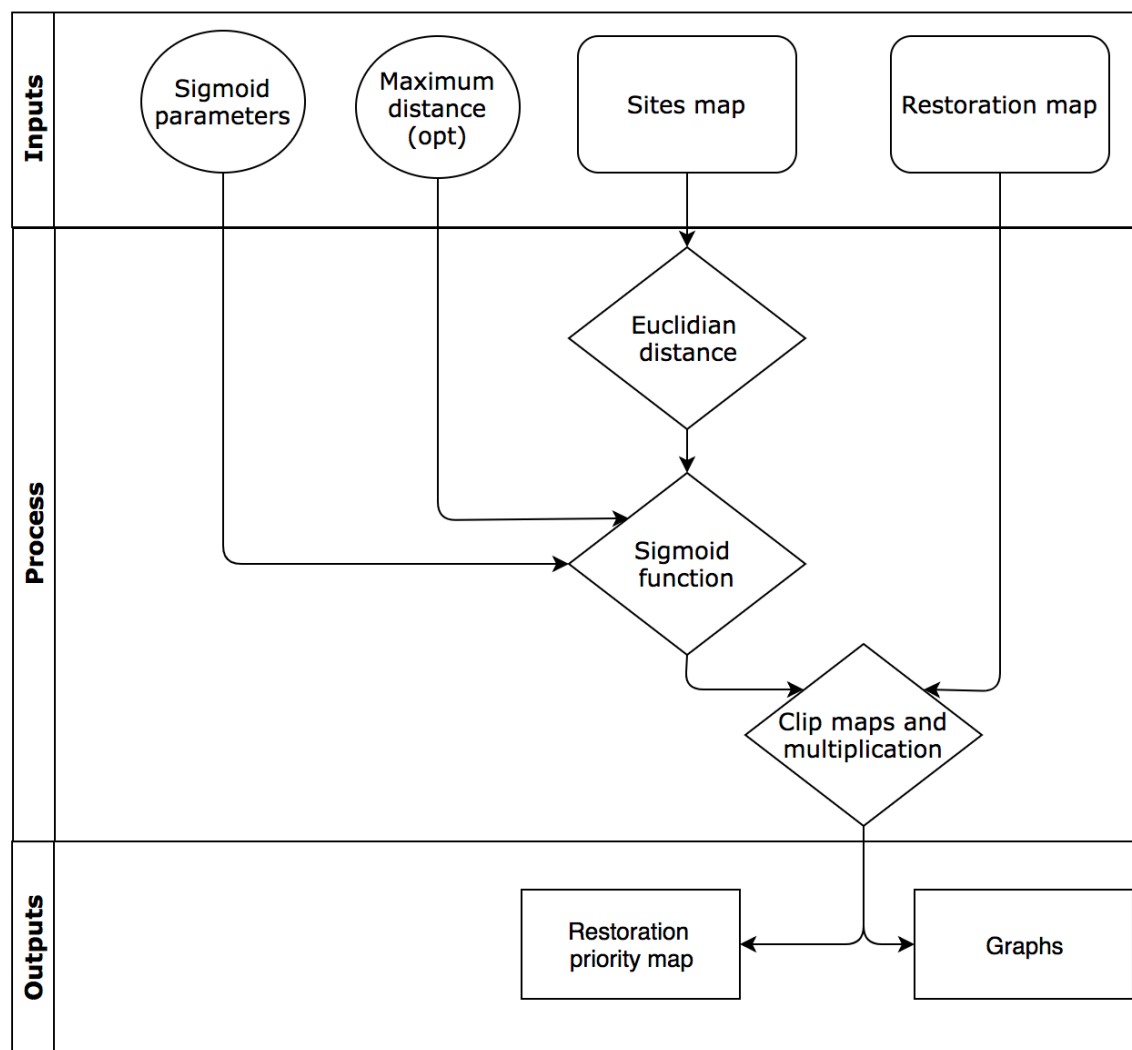 Inputs
Sigmoid
parameters
Maximum
distance
(opt)
Sites map
Restoration map
Process
Euclidian
distance
Sigmoid
function
Clip maps and
multiplication
Outputs
Restoration
priority map
Graphs